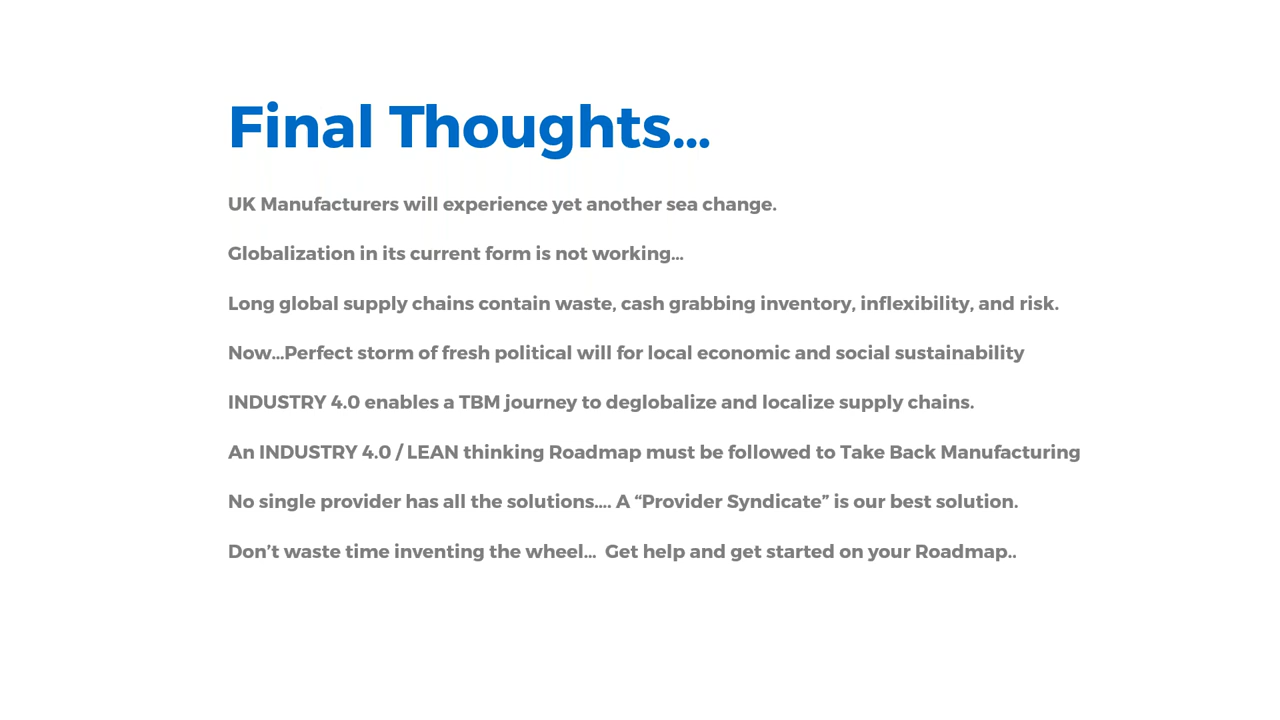 Final Thoughts...
UK Manufacturers will experience yet another sea change.
Globalization in its current form is not working...
Long global supply chains contain waste, cash grabbing inventory, inflexibility, and risk.
Now...Perfect storm of fresh political will for local economic and social sustainability
INDUSTRY 4.0 enables a TBM journey to deglobalize and localize supply chains.
An INDUSTRY 4.0 / LEAN thinking Roadmap must be followed to Take Back Manufacturing
No single provider has all the solutions.... A “Provider Syndicate” is our best solution.
Don’t waste time inventing the wheel...  Get help and get started on your Roadmap..